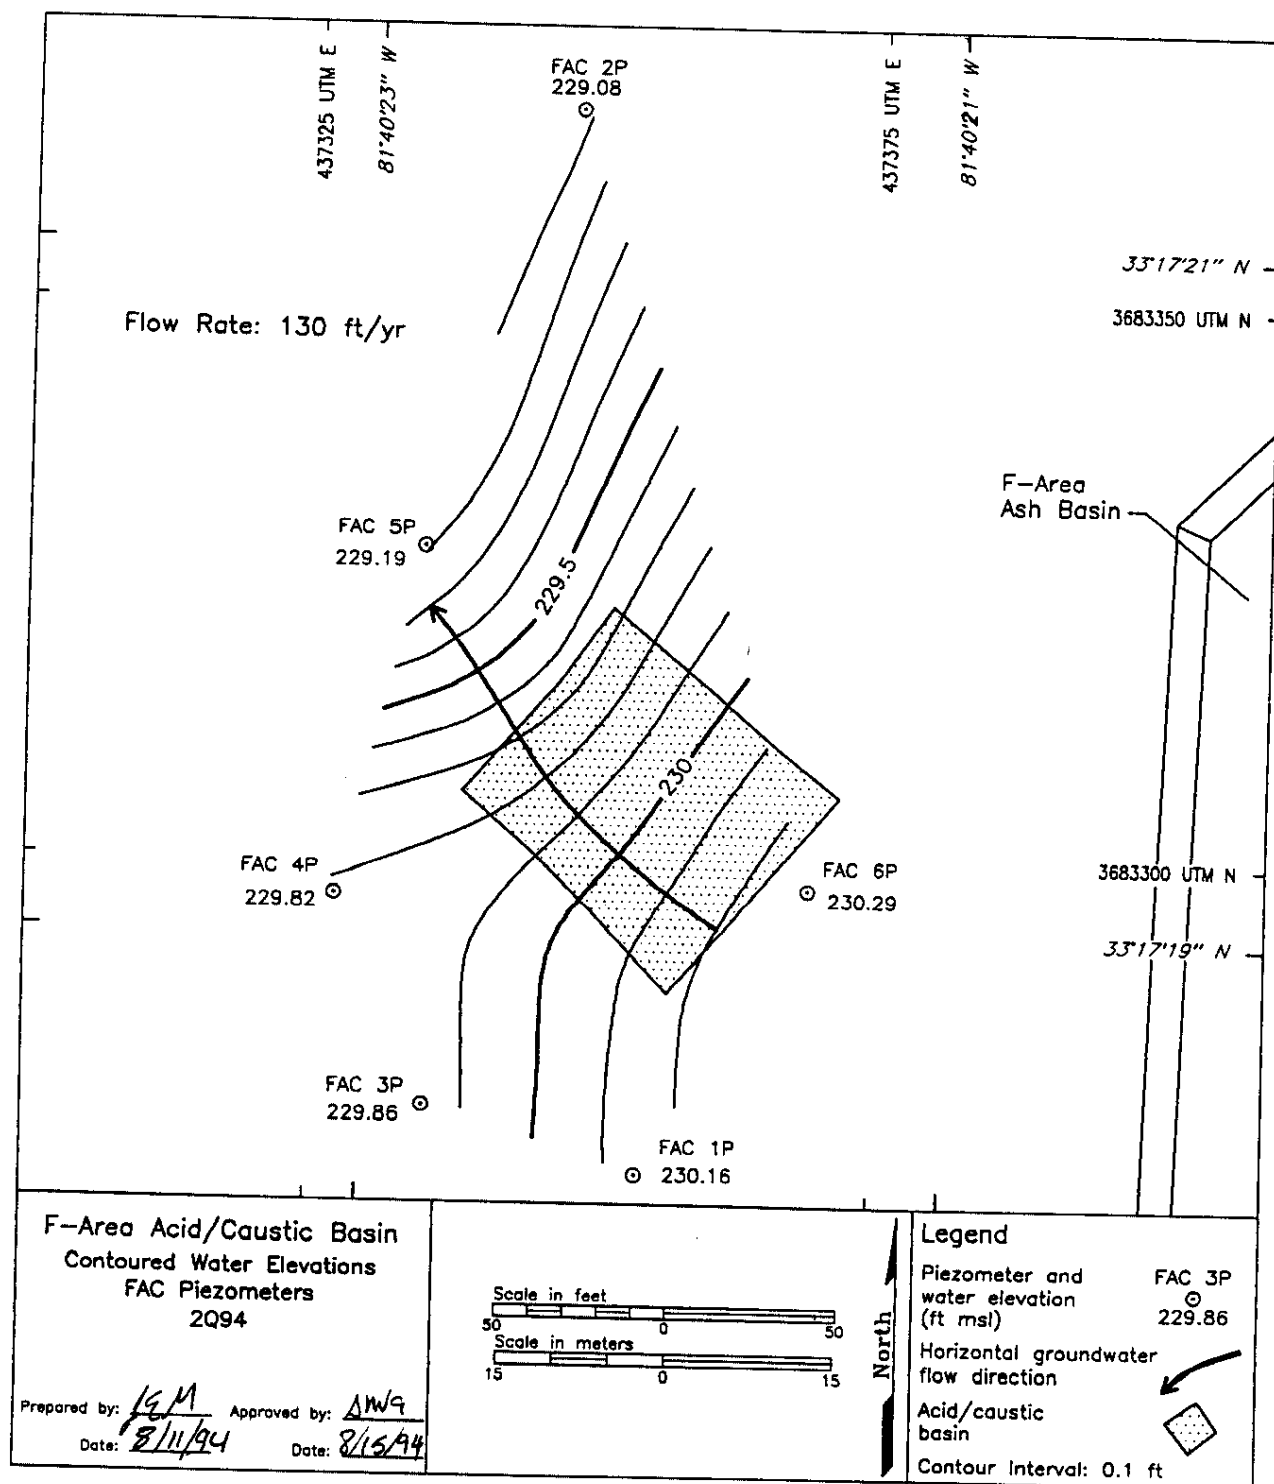 437325 UTM E
81°40'23" W
FAC 2P
229.08
437375 UTM E
81°40'21" W
33°17'21" N
3683350 UTM N
Flow Rate: 130 ft/yr
F-Area
Ash Basin
FAC 5P
229.19
229.5
230
FAC 4P
229.82
FAC 6P
230.29
3683300 UTM N
33°17'19" N
FAC 3P
229.86
FAC 1P
230.16
F-Area Acid/Caustic Basin
Contoured Water Elevations
FAC Piezometers
2Q94
Prepared by:
Approved by:
Date: 8/11/94
Date: 8/15/94
Scale in feet
50 0 50
Scale in meters
15 0 15
North
Legend
Piezometer and
water elevation
(ft msl)
FAC 3P
229.86
Horizontal groundwater
flow direction
Acid/caustic
basin
Contour Interval: 0.1 ft